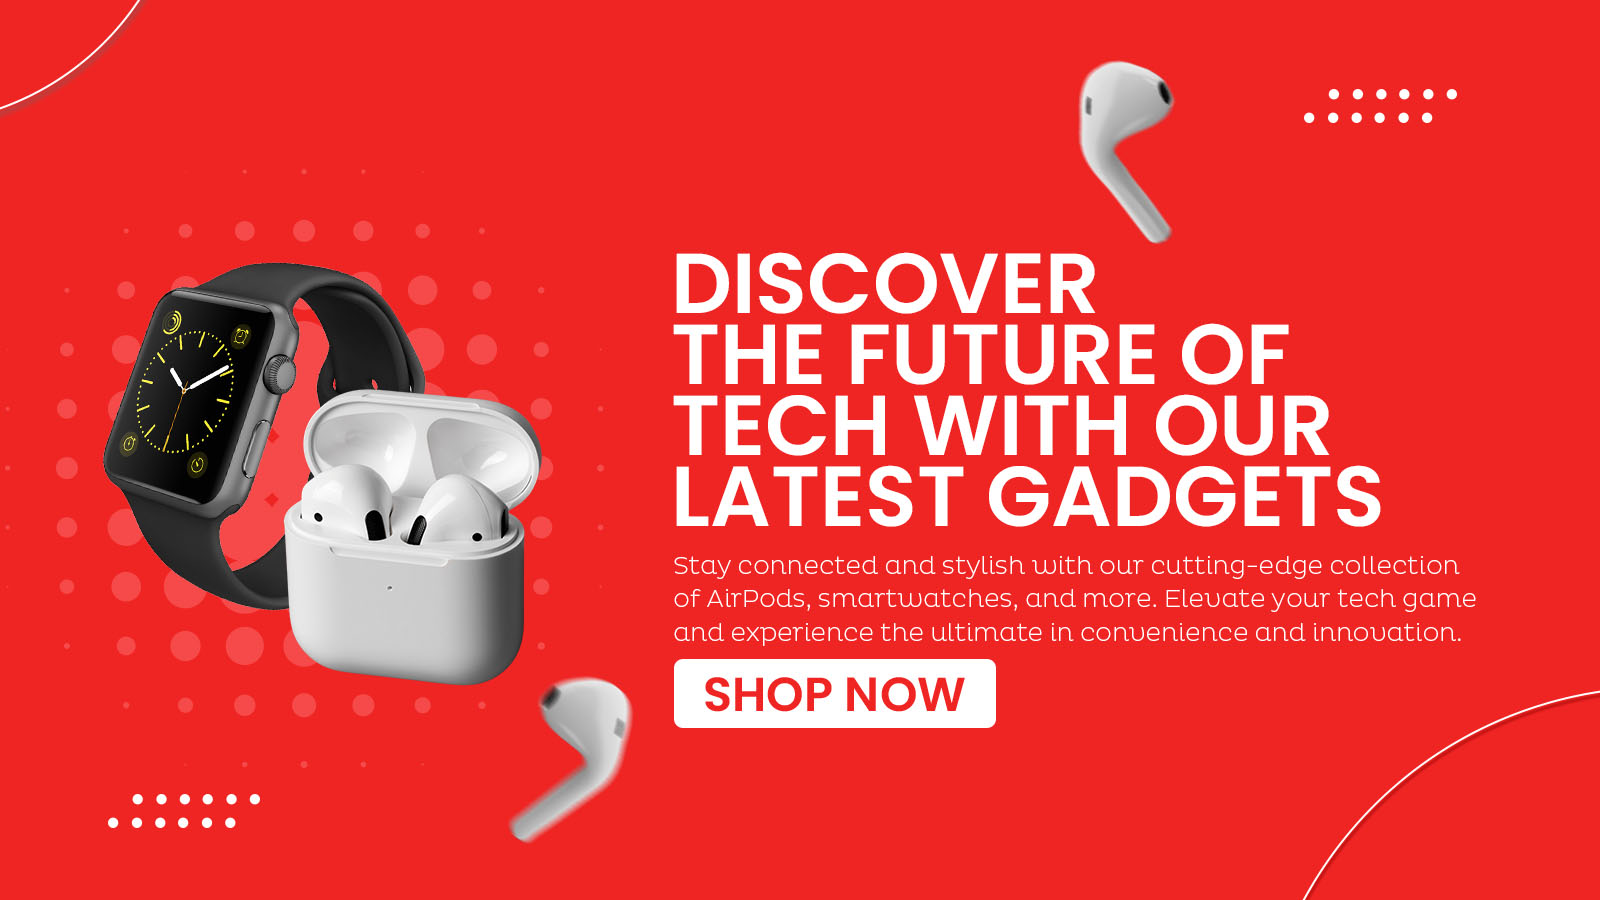 DISCOVER
THE FUTURE OF
TECH WITH OUR
LATEST GADGETS
Stay connected and stylish with our cutting-edge collection
of AirPods, smartwatches, and more. Elevate your tech game
and experience the ultimate in convenience and innovation.
SHOP NOW